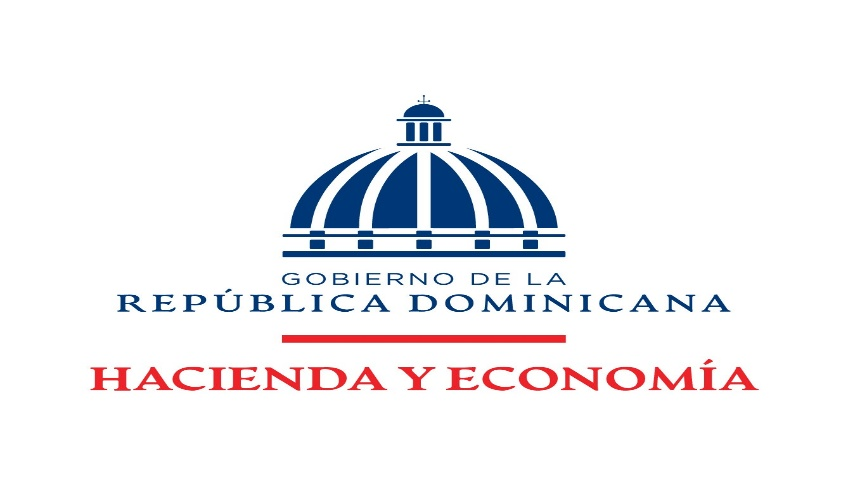 GOBIERNO DE LA
REPÚBLICA DOMINICANA
HACIENDA Y ECONOMÍA